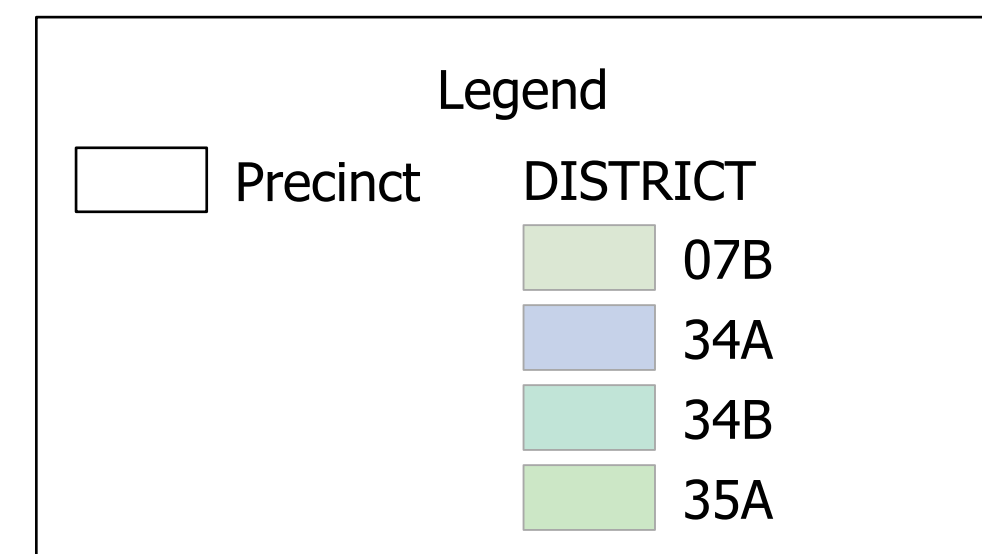 Legend
Precinct
DISTRICT
07B
34A
34B
35A